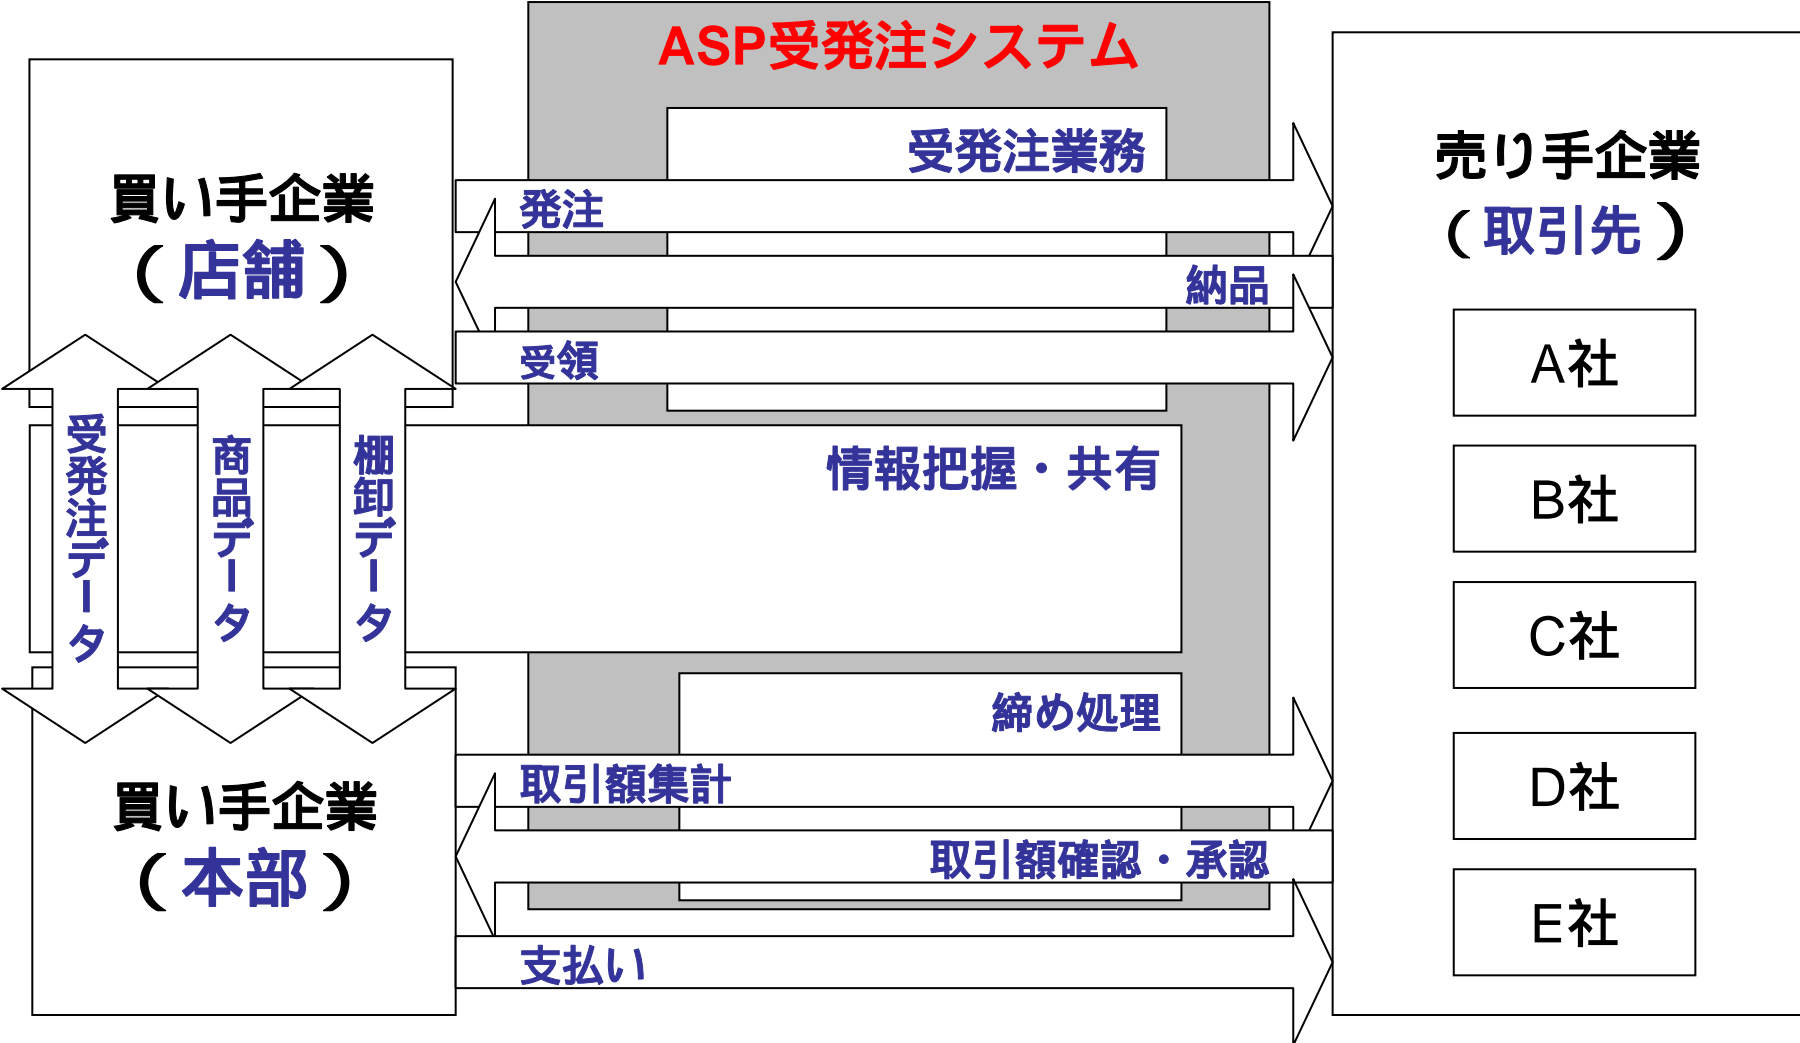 ASP受発注システム
買い手企業
（店舗）
受発注業務
発注
納品
受領
売り手企業
（取引先）
A社
B社
C社
D社
E社
受発注データ
商品データ
棚卸データ
情報把握・共有
買い手企業
（本部）
締め処理
取引額集計
取引額確認・承認
支払い